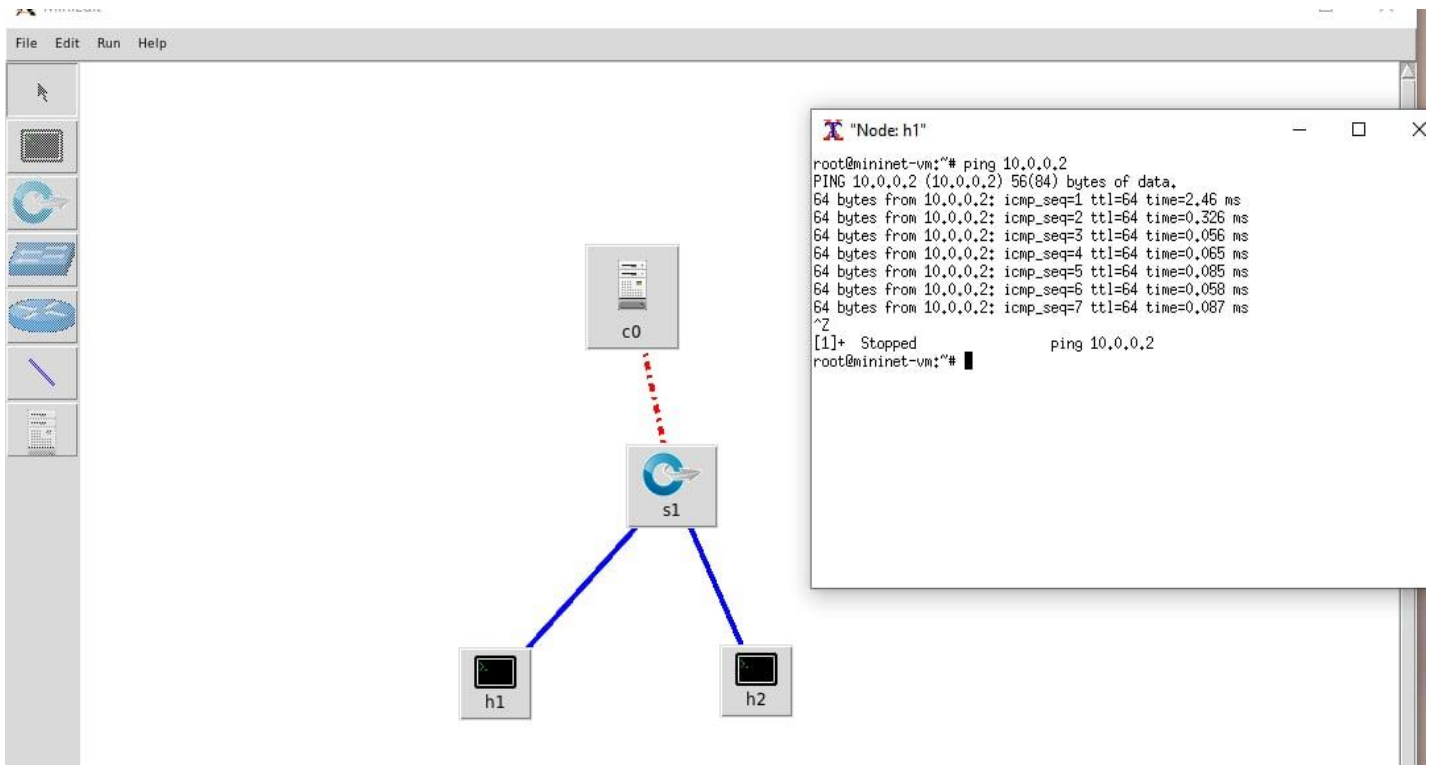 File Edit Run Help
"Node: h1"
root@mininet-vm:~# ping 10.0.0.2
PING 10.0.0.2 (10.0.0.2) 56(84) bytes of data.
64 bytes from 10.0.0.2: icmp_seq=1 ttl=64 time=2.46 ms
64 bytes from 10.0.0.2: icmp_seq=2 ttl=64 time=0.326 ms
64 bytes from 10.0.0.2: icmp_seq=3 ttl=64 time=0.056 ms
64 bytes from 10.0.0.2: icmp_seq=4 ttl=64 time=0.065 ms
64 bytes from 10.0.0.2: icmp_seq=5 ttl=64 time=0.085 ms
64 bytes from 10.0.0.2: icmp_seq=6 ttl=64 time=0.058 ms
64 bytes from 10.0.0.2: icmp_seq=7 ttl=64 time=0.087 ms
^Z
[1]+ Stopped ping 10.0.0.2
root@mininet-vm:~#
c0
s1
h1
h2